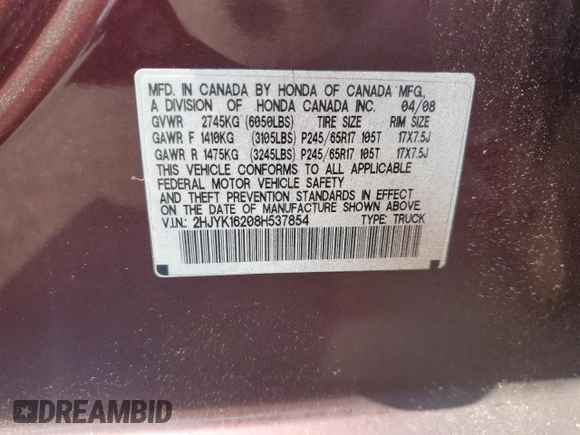 MFD. IN CANADA BY HONDA OF CANADA MFG.,
A DIVISION OF HONDA CANADA INC. 04/08
GVWR 2745KG (6050LBS) TIRE SIZE RIM SIZE
GAWR F 1410KG (3105LBS) P245/65R17 105T 17X7.5J
GAWR R 1475KG (3245LBS) P245/65R17 105T 17X7.5J
THIS VEHICLE CONFORMS TO ALL APPLICABLE
FEDERAL MOTOR VEHICLE SAFETY
AND THEFT PREVENTION STANDARDS IN EFFECT
ON THE DATE OF MANUFACTURE SHOWN ABOVE.
V.I.N.: 2HJYK16208H537854 TYPE: TRUCK
DREAMBID